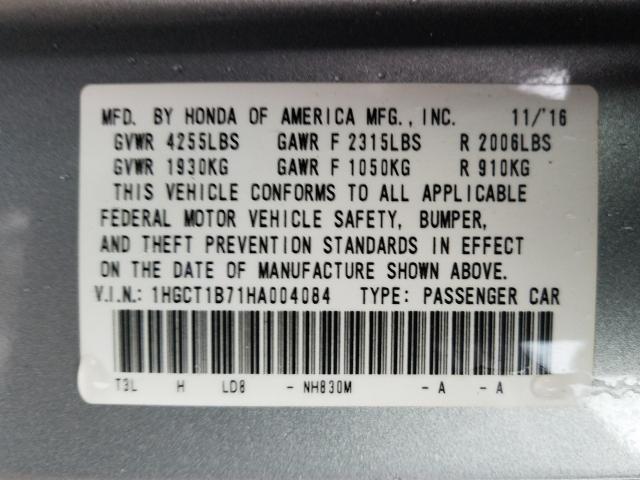 MFD. BY HONDA OF AMERICA MFG., INC. 11/'16
GVWR 4255LBS GAWR F 2315LBS R 2006LBS
GVWR 1930KG GAWR F 1050KG R 910KG
THIS VEHICLE CONFORMS TO ALL APPLICABLE
FEDERAL MOTOR VEHICLE SAFETY, BUMPER,
AND THEFT PREVENTION STANDARDS IN EFFECT
ON THE DATE OF MANUFACTURE SHOWN ABOVE.
V.I.N.: 1HGCT1B71HA004084 TYPE: PASSENGER CAR
T3L H LD8 - NH830M - A - A